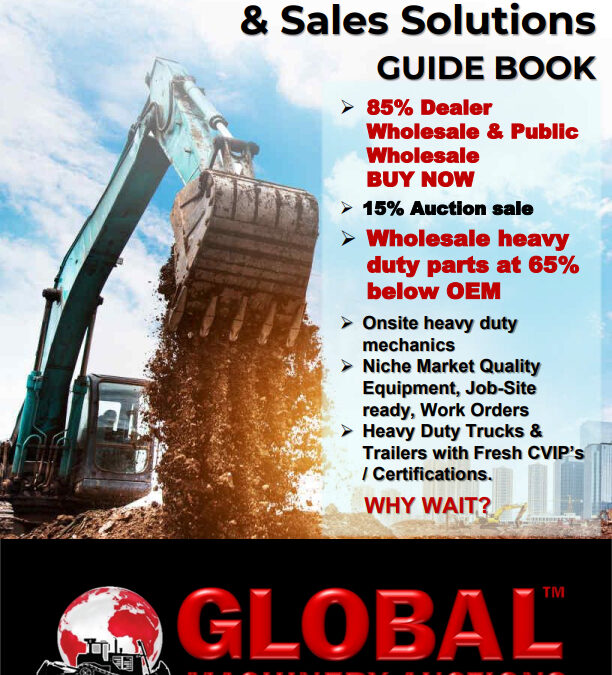 & Sales Solutions
GUIDE BOOK
➢ 85% Dealer
Wholesale & Public
Wholesale
BUY NOW
➢ 15% Auction sale
➢ Wholesale heavy
duty parts at 65%
below OEM
➢ Onsite heavy duty
mechanics
➢ Niche Market Quality
Equipment, Job-Site
ready, Work Orders
➢ Heavy Duty Trucks &
Trailers with Fresh CVIP’s
/ Certifications.
WHY WAIT?
GLOBAL™
MACHINERY AUCTIONS